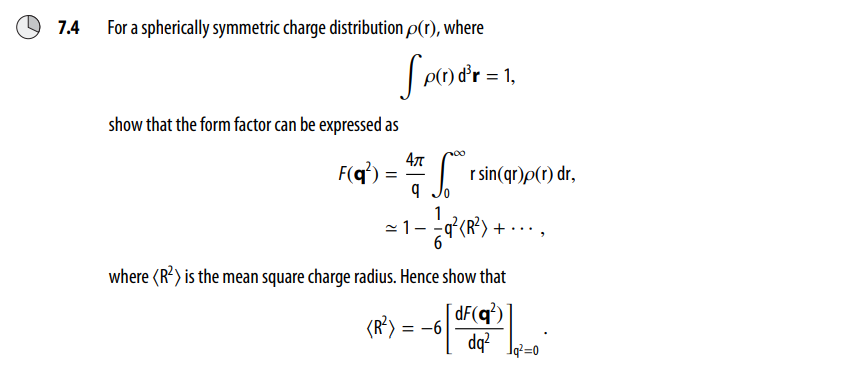 7.4 For a spherically symmetric charge distribution ρ(r), where
∫ ρ(r) d³r = 1,
show that the form factor can be expressed as
F(q²) = 4π/q ∫₀^∞ r sin(qr)ρ(r) dr,
≃ 1 − 1/6 q²⟨R²⟩ + ⋯ ,
where ⟨R²⟩ is the mean square charge radius. Hence show that
⟨R²⟩ = −6 [dF(q²)/dq²]_{q²=0} .